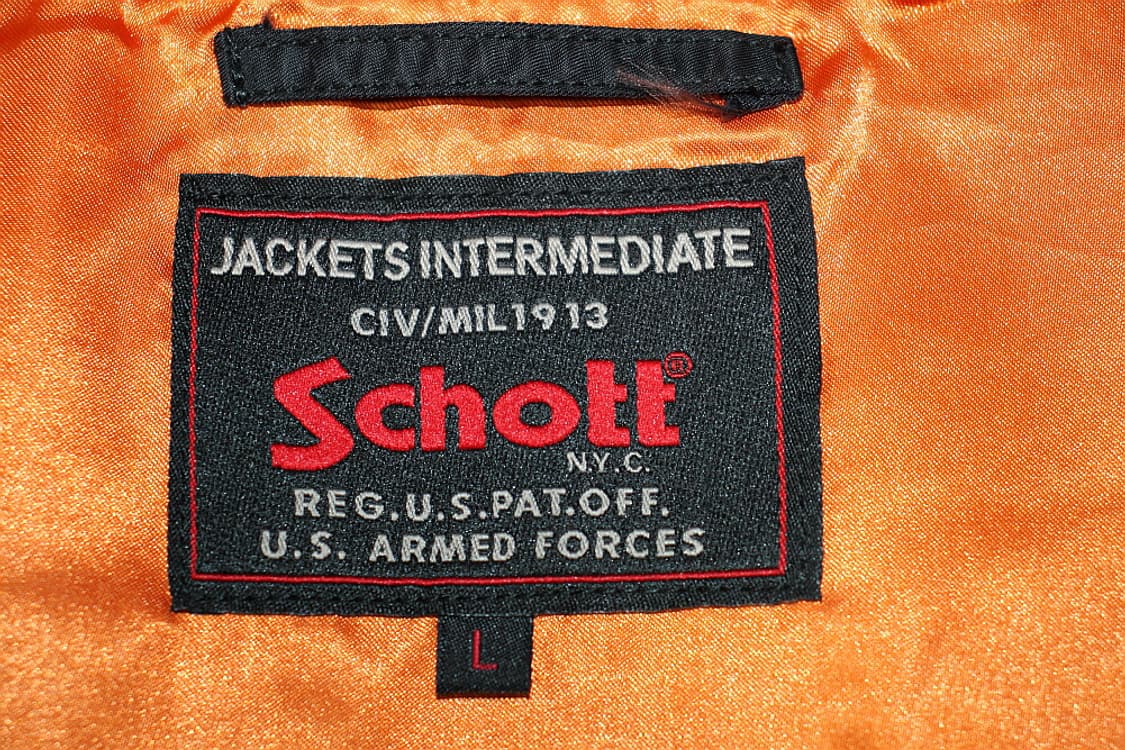 JACKETS INTERMEDIATE
CIV/MIL1913
Schott®
N.Y.C.
REG.U.S.PAT.OFF.
U.S. ARMED FORCES
L